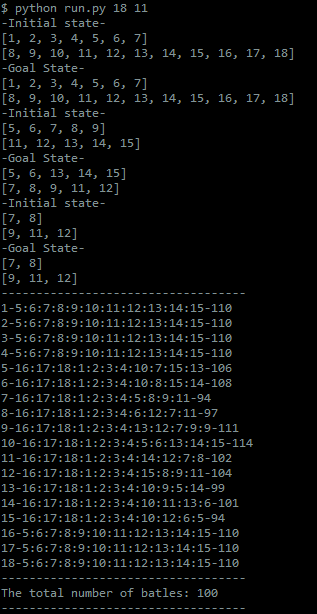 $ python run.py 18 11
-Initial state-
[1, 2, 3, 4, 5, 6, 7]
[8, 9, 10, 11, 12, 13, 14, 15, 16, 17, 18]
-Goal State-
[1, 2, 3, 4, 5, 6, 7]
[8, 9, 10, 11, 12, 13, 14, 15, 16, 17, 18]
-Initial state-
[5, 6, 7, 8, 9]
[11, 12, 13, 14, 15]
-Goal State-
[5, 6, 13, 14, 15]
[7, 8, 9, 11, 12]
-Initial state-
[7, 8]
[9, 11, 12]
-Goal State-
[7, 8]
[9, 11, 12]
-----------------------------------
1-5:6:7:8:9:10:11:12:13:14:15-110
2-5:6:7:8:9:10:11:12:13:14:15-110
3-5:6:7:8:9:10:11:12:13:14:15-110
4-5:6:7:8:9:10:11:12:13:14:15-110
5-16:17:18:1:2:3:4:10:7:15:13-106
6-16:17:18:1:2:3:4:10:8:15:14-108
7-16:17:18:1:2:3:4:5:8:9:11-94
8-16:17:18:1:2:3:4:6:12:7:11-97
9-16:17:18:1:2:3:4:13:12:7:9:9-111
10-16:17:18:1:2:3:4:5:6:13:14:15-114
11-16:17:18:1:2:3:4:14:12:7:8-102
12-16:17:18:1:2:3:4:15:8:9:11-104
13-16:17:18:1:2:3:4:10:9:5:14-99
14-16:17:18:1:2:3:4:10:11:13:6-101
15-16:17:18:1:2:3:4:10:12:6:5-94
16-5:6:7:8:9:10:11:12:13:14:15-110
17-5:6:7:8:9:10:11:12:13:14:15-110
18-5:6:7:8:9:10:11:12:13:14:15-110
-----------------------------------
The total number of batles: 100
-----------------------------------